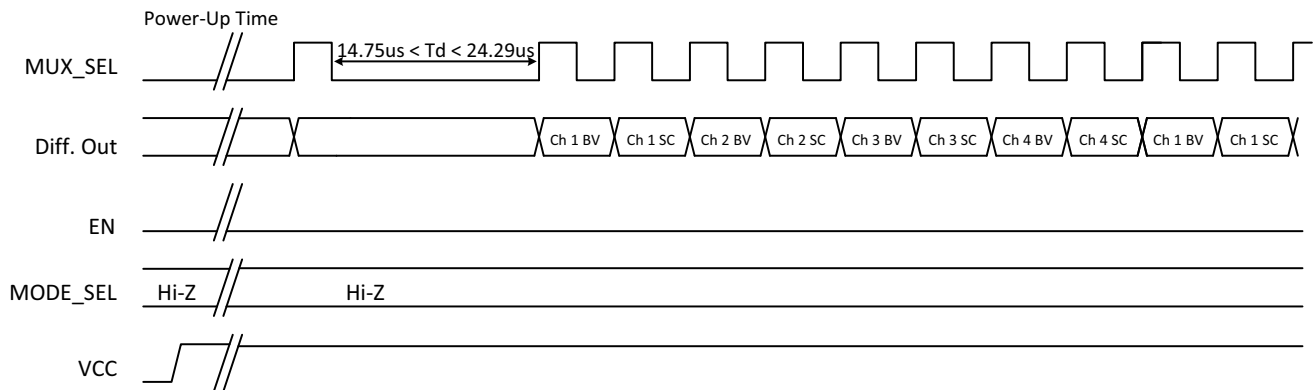 Power-Up Time
MUX_SEL
14.75us < Td < 24.29us
Diff. Out
Ch 1 BV
Ch 1 SC
Ch 2 BV
Ch 2 SC
Ch 3 BV
Ch 3 SC
Ch 4 BV
Ch 4 SC
Ch 1 BV
Ch 1 SC
EN
MODE_SEL
Hi-Z
Hi-Z
VCC